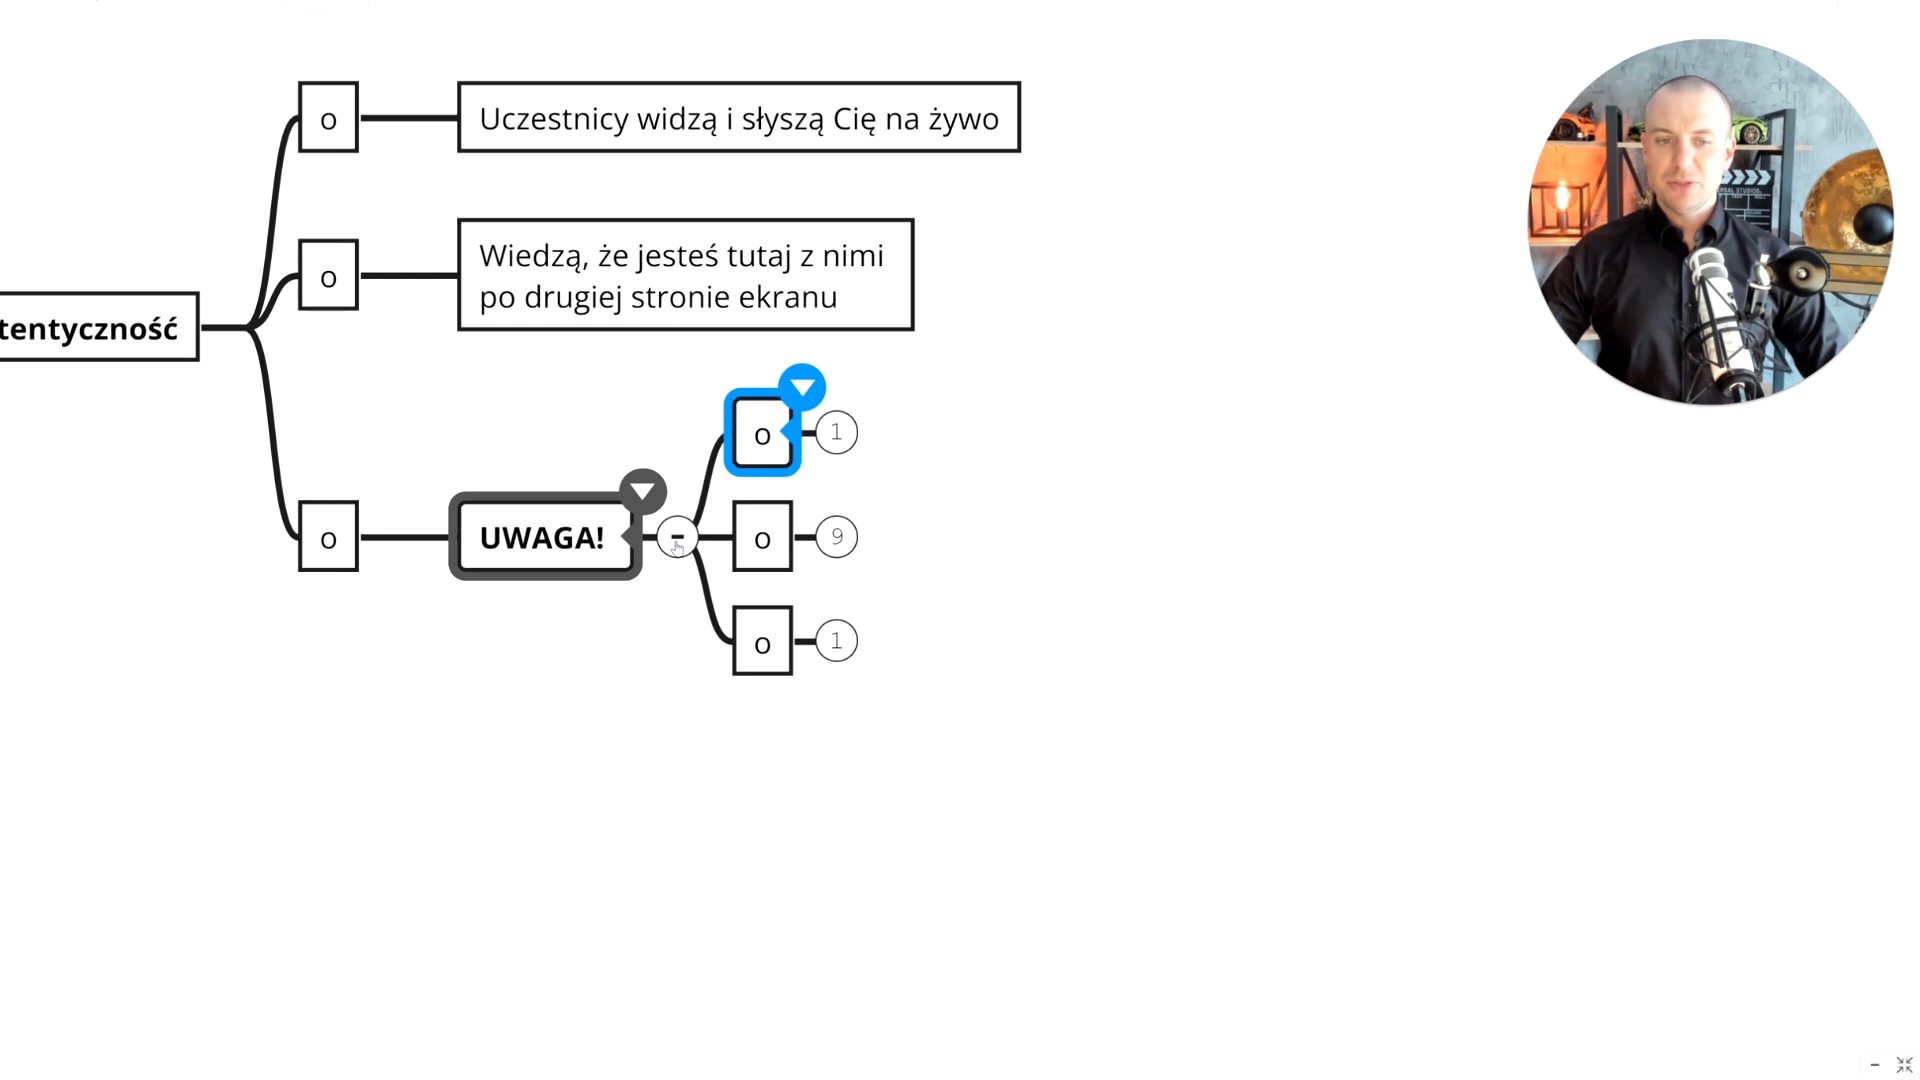 o
Uczestnicy widzą i słyszą Cię na żywo
o
Wiedzą, że jesteś tutaj z nimi
po drugiej stronie ekranu
tentyczność
o
1
o
UWAGA!
-
o
9
o
1